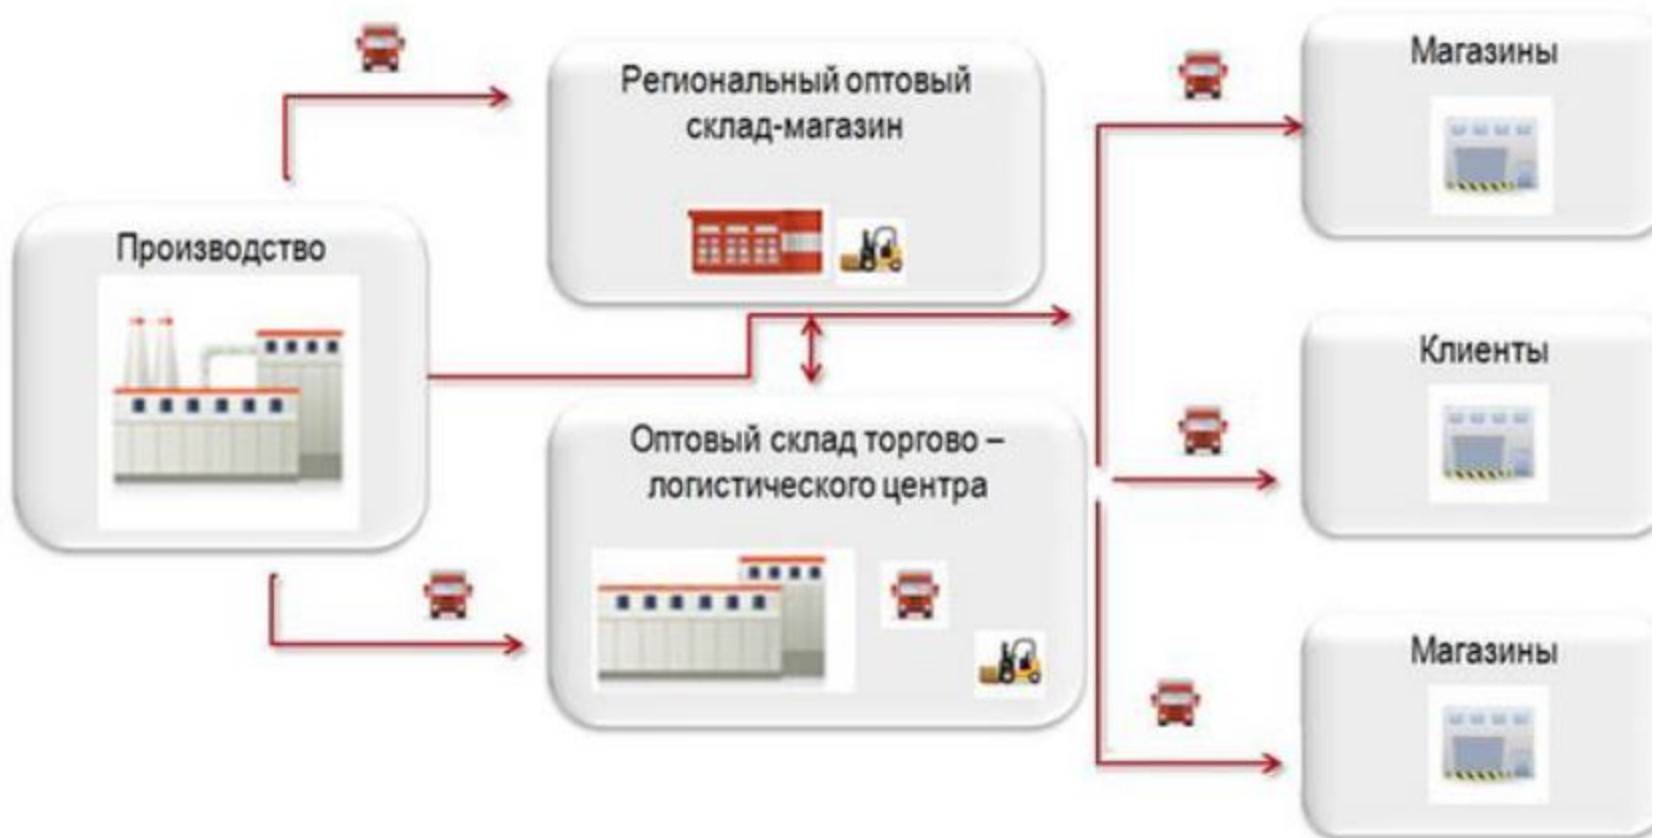 Региональный оптовый
склад-магазин
Магазины
Производство
Клиенты
Оптовый склад торгово –
логистического центра
Магазины